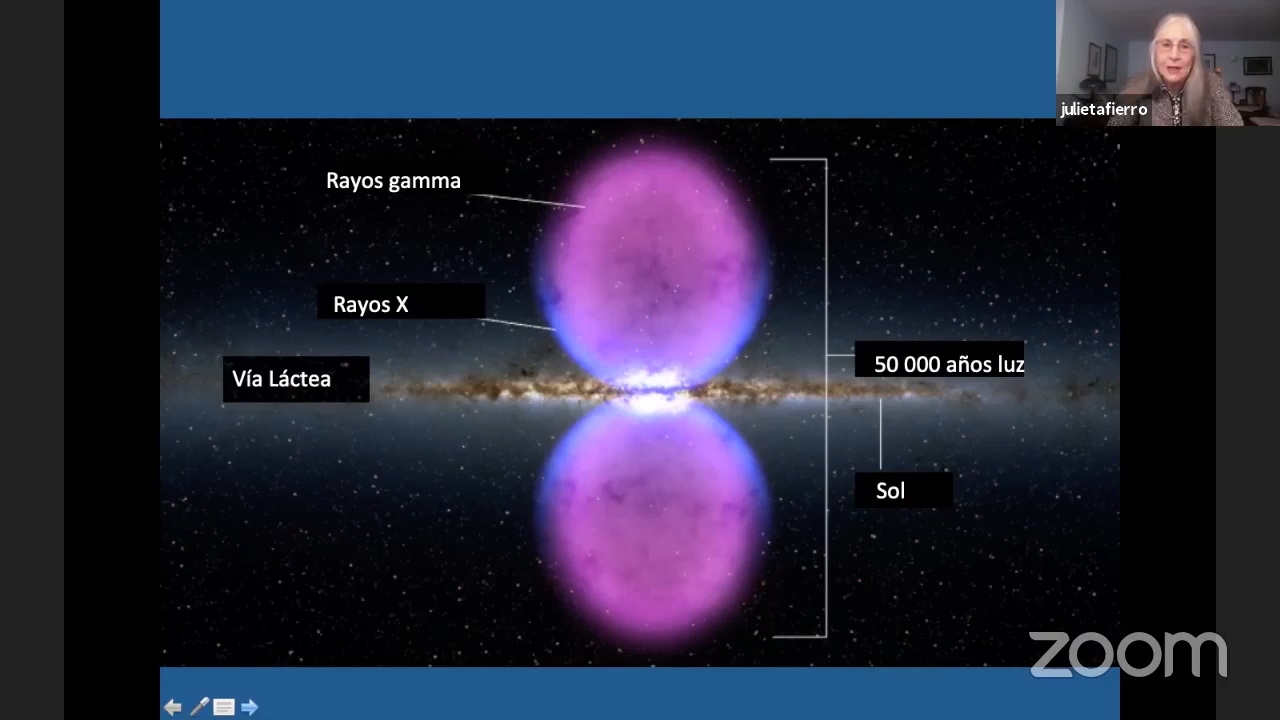 julietafierro
Rayos gamma
Rayos X
50 000 años luz
Vía Láctea
Sol
zoom